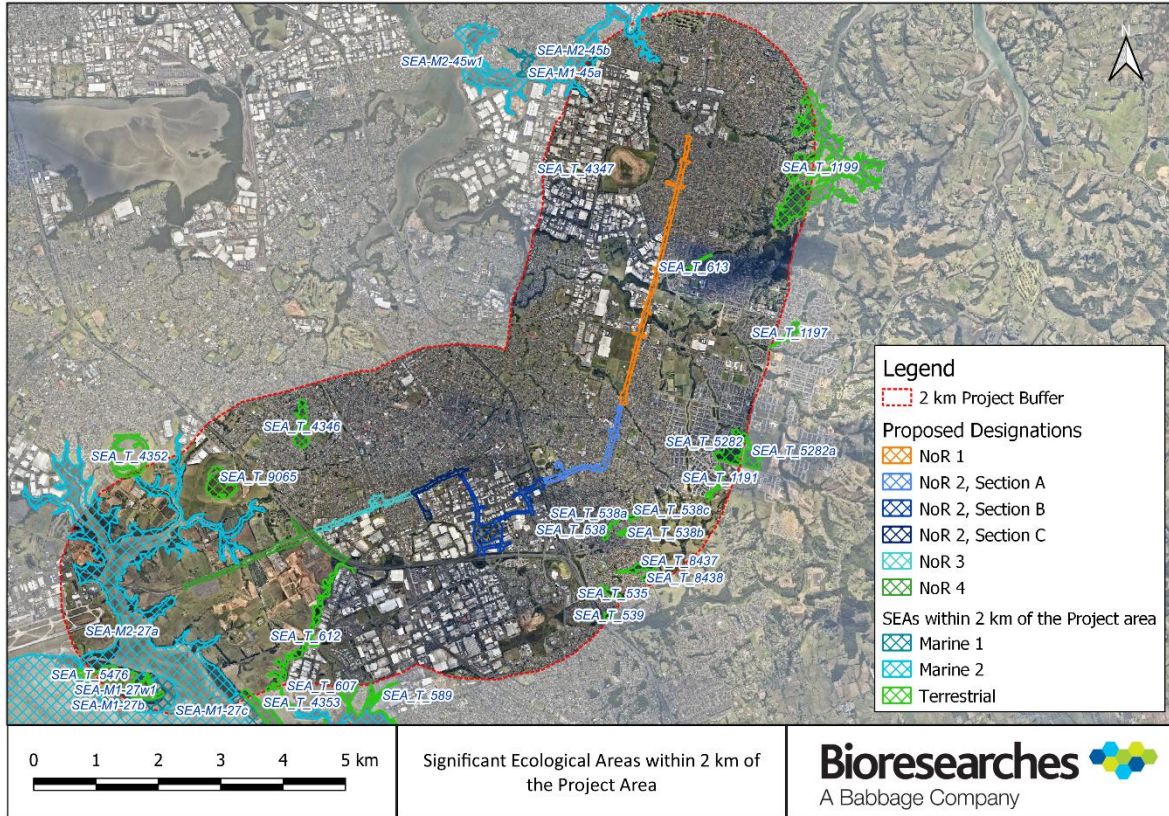 SEA-M2-45b
SEA-M2-45w1
SEA-M1-45a
SEA_T_4347
SEA_T_1199
SEA_T_613
SEA_T_1197
SEA_T_4346
SEA_T_4352
SEA_T_9065
SEA_T_5282
SEA_T_5282a
SEA_T_1191
SEA_T_538a
SEA_T_538c
SEA_T_538
SEA_T_538b
SEA_T_8437
SEA_T_8438
SEA_T_535
SEA_T_539
SEA-M2-27a
SEA_T_612
SEA_T_5476
SEA-M1-27w1
SEA-M1-27b
SEA-M1-27c
SEA_T_607
SEA_T_4353
SEA_T_589
Legend
2 km Project Buffer
Proposed Designations
NoR 1
NoR 2, Section A
NoR 2, Section B
NoR 2, Section C
NoR 3
NoR 4
SEAs within 2 km of the Project area
Marine 1
Marine 2
Terrestrial
0 1 2 3 4 5 km
Significant Ecological Areas within 2 km of
the Project Area
Bioresearches
A Babbage Company